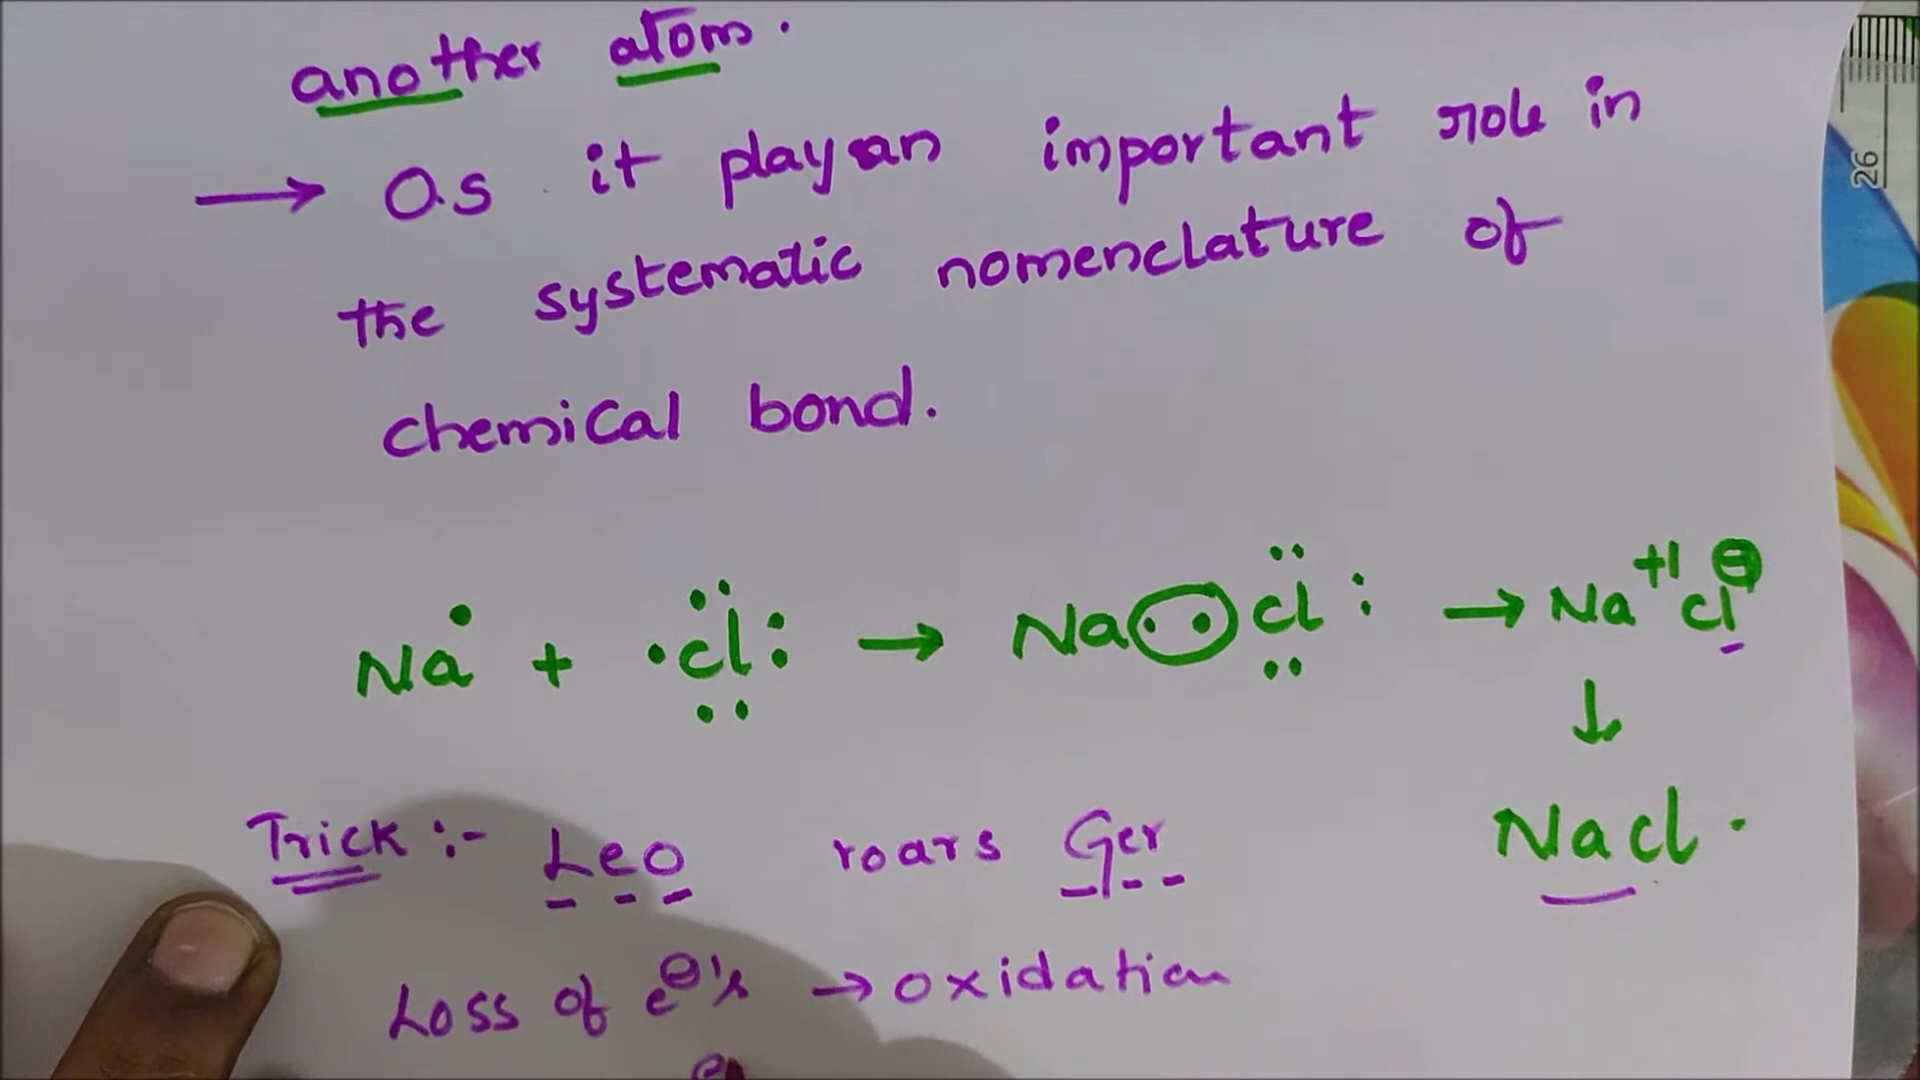 another atom.
→ O.S it play an important role in
the systematic nomenclature of
chemical bond.
Na• + •Cl: → Na•• Cl: → Na⁺¹ Cl⊖
↓
NaCl.
Trick :- Leo roars Ger
Loss of e⊖'s → oxidation
26